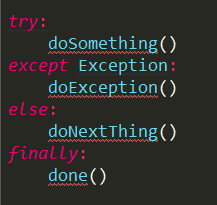 try:
    doSomething()
except Exception:
    doException()
else:
    doNextThing()
finally:
    done()